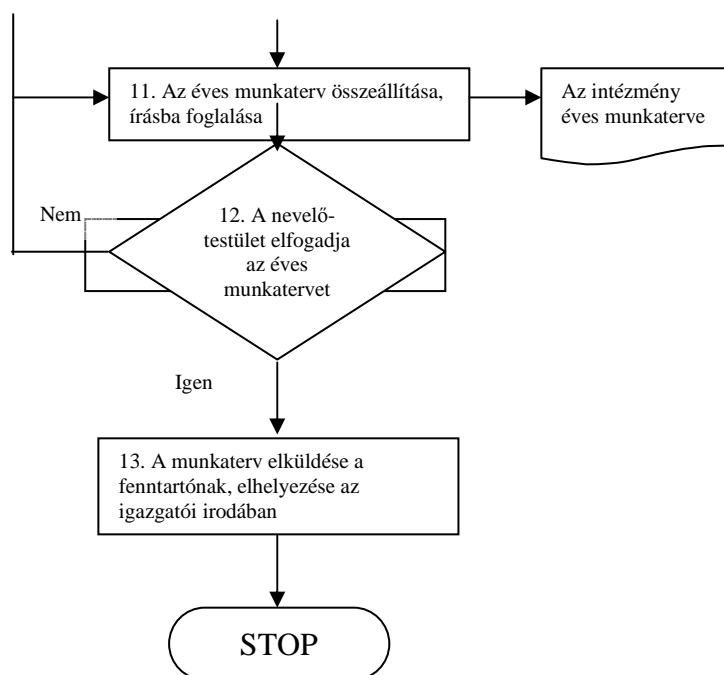 11. Az éves munkaterv összeállítása,
írásba foglalása
Az intézmény
éves munkaterve
Nem
12. A nevelő-
testület elfogadja
az éves
munkatervet
Igen
13. A munkaterv elküldése a
fenntartónak, elhelyezése az
igazgatói irodában
STOP